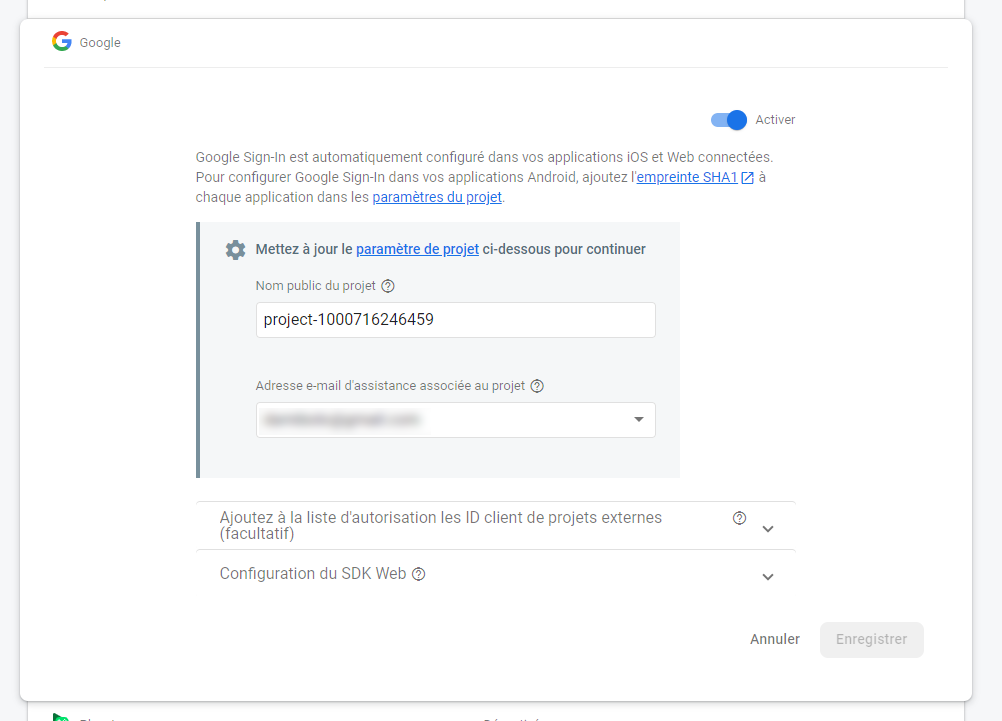 Google
Activer
Google Sign-In est automatiquement configuré dans vos applications iOS et Web connectées.
Pour configurer Google Sign-In dans vos applications Android, ajoutez l'empreinte SHA1 à
chaque application dans les paramètres du projet.
Mettez à jour le paramètre de projet ci-dessous pour continuer
Nom public du projet
project-1000716246459
Adresse e-mail d'assistance associée au projet
Ajoutez à la liste d'autorisation les ID client de projets externes
(facultatif)
Configuration du SDK Web
Annuler
Enregistrer